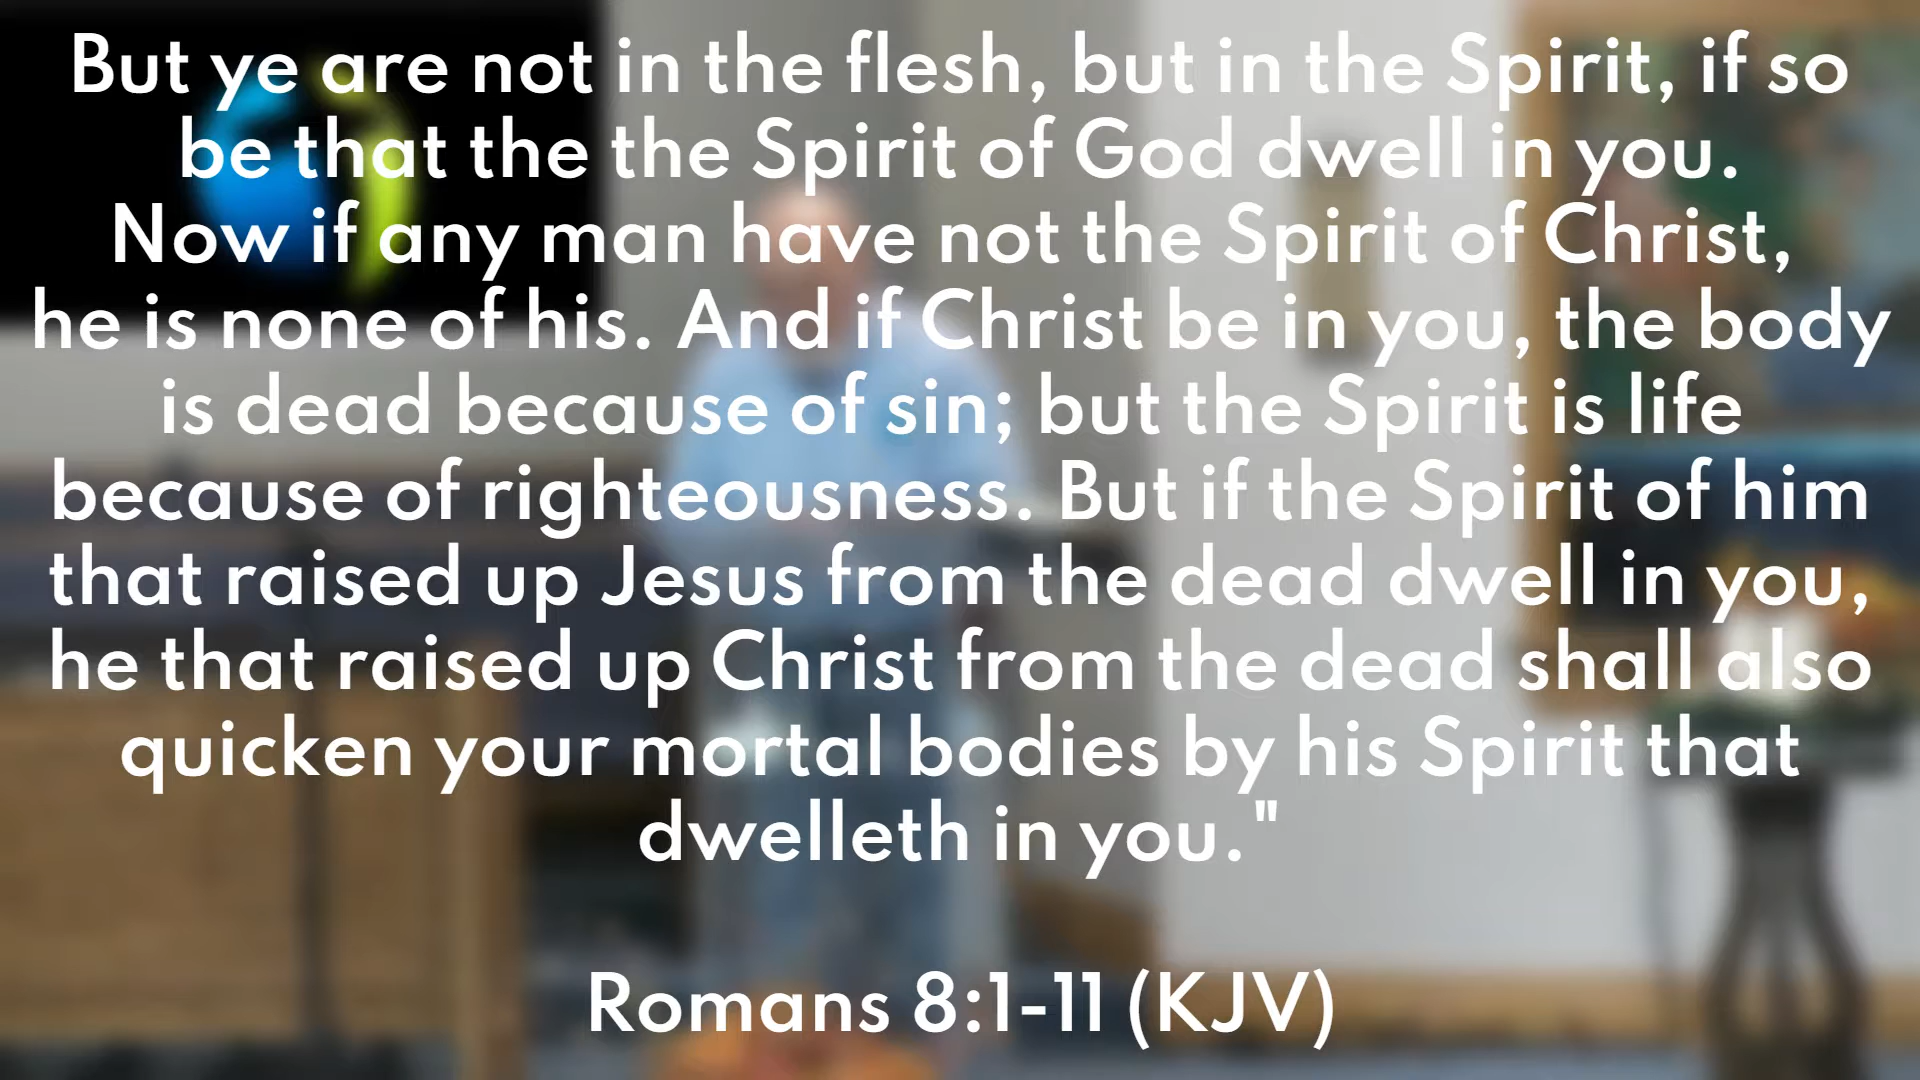 But ye are not in the flesh, but in the Spirit, if so
be that the the Spirit of God dwell in you.
Now if any man have not the Spirit of Christ,
he is none of his. And if Christ be in you, the body
is dead because of sin; but the Spirit is life
because of righteousness. But if the Spirit of him
that raised up Jesus from the dead dwell in you,
he that raised up Christ from the dead shall also
quicken your mortal bodies by his Spirit that
dwelleth in you."
Romans 8:1-11 (KJV)